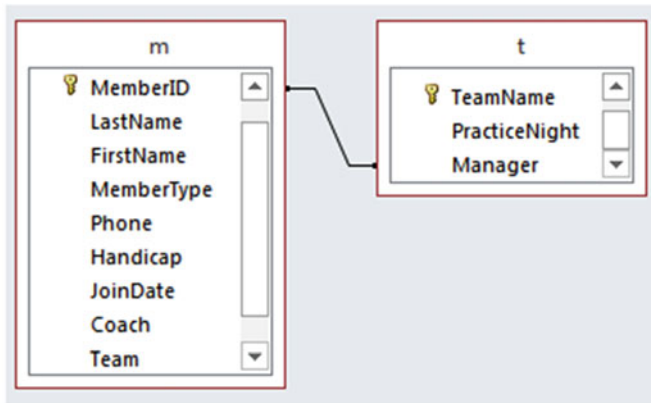 m
MemberID
LastName
FirstName
MemberType
Phone
Handicap
JoinDate
Coach
Team
t
TeamName
PracticeNight
Manager